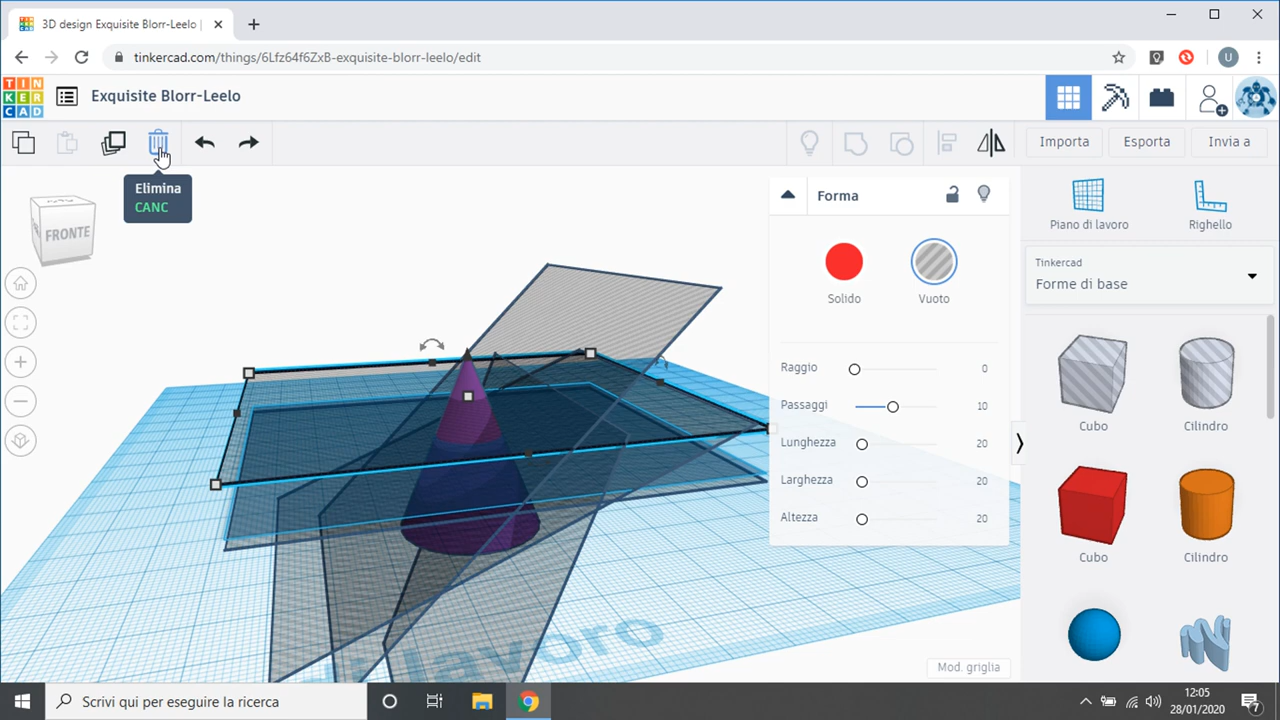 3D design Exquisite Blorr-Leelo |
tinkercad.com/things/6Lfz64f6ZxB-exquisite-blorr-leelo/edit
U
TIN
KER
CAD
Exquisite Blorr-Leelo
Importa
Esporta
Invia a
Elimina
CANC
FRONTE
Forma
Solido
Vuoto
Raggio 0
Passaggi 10
Lunghezza 20
Larghezza 20
Altezza 20
Piano di lavoro
Righello
Tinkercad
Forme di base
Cubo
Cilindro
Cubo
Cilindro
lavoro
Mod. griglia
Scrivi qui per eseguire la ricerca
12:05
28/01/2020
7